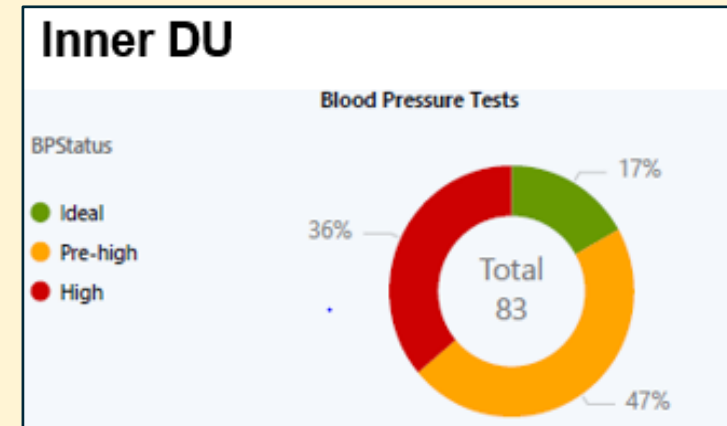 Inner DU
Blood Pressure Tests
BPStatus
Ideal
Pre-high
High
17%
36%
Total
83
47%